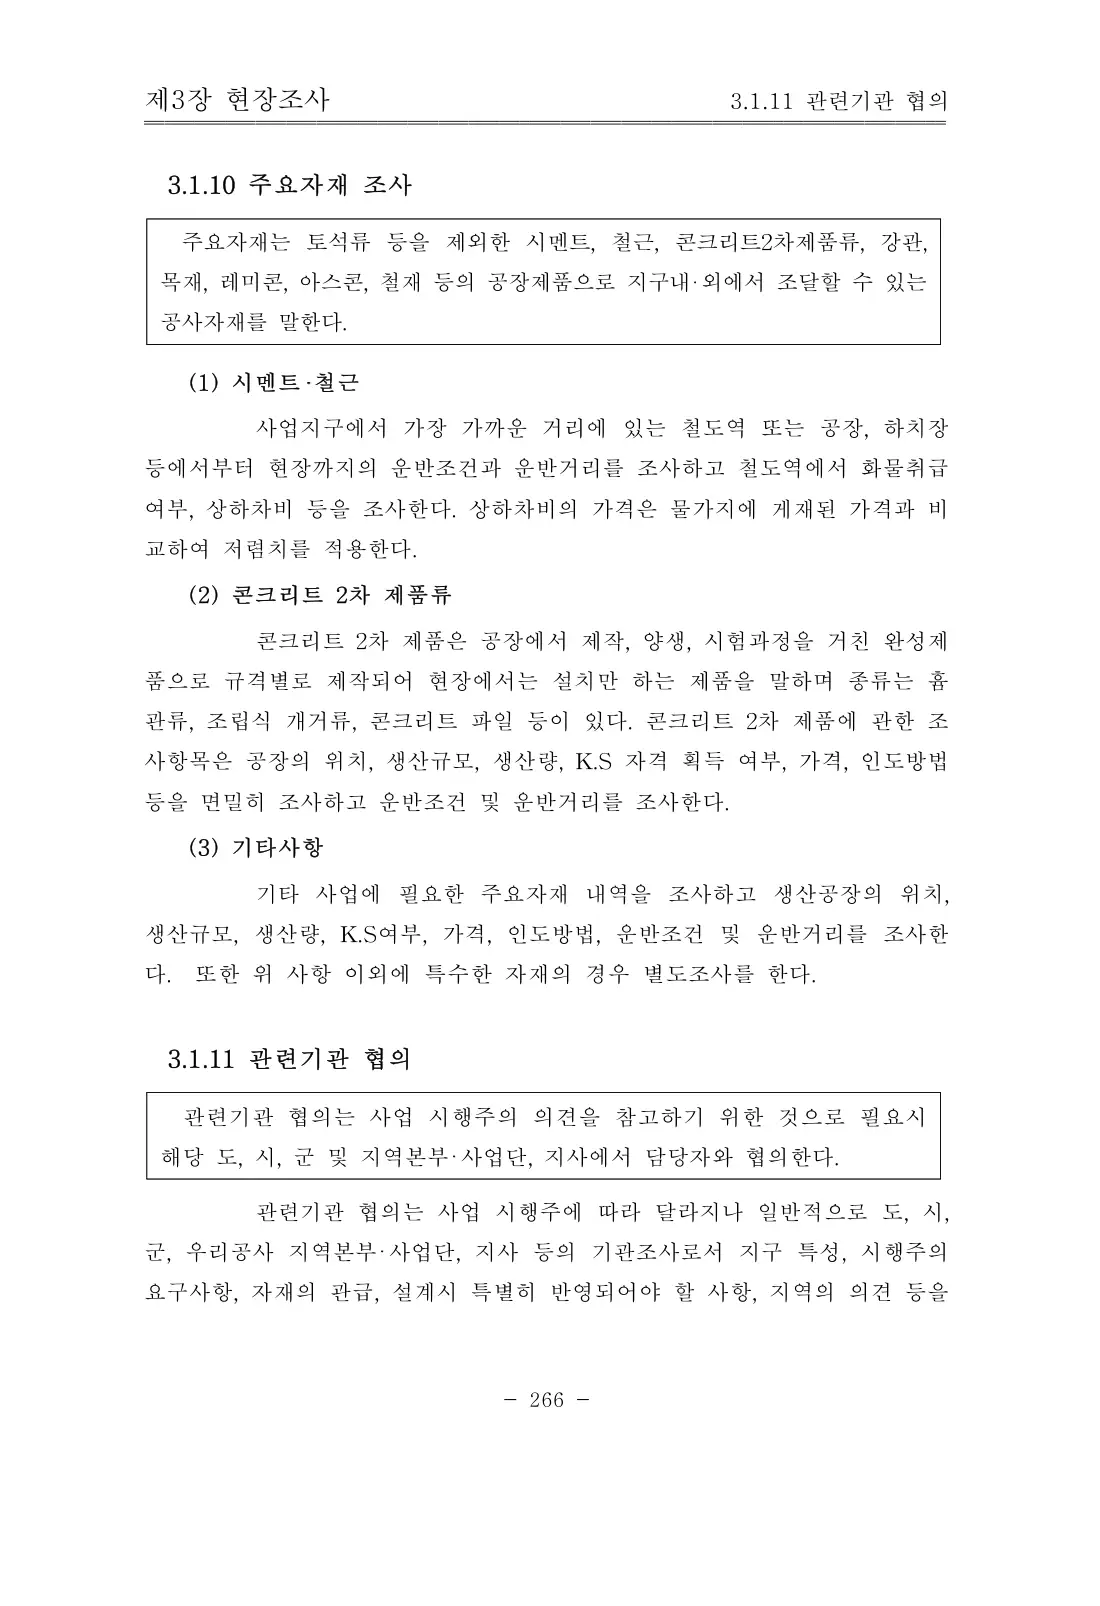 제3장 현장조사
3.1.11 관련기관 협의
3.1.10 주요자재 조사
주요자재는 토석류 등을 제외한 시멘트, 철근, 콘크리트2차제품류, 강관,
목재, 레미콘, 아스콘, 철재 등의 공장제품으로 지구내·외에서 조달할 수 있는
공사자재를 말한다.
(1) 시멘트·철근
사업지구에서 가장 가까운 거리에 있는 철도역 또는 공장, 하치장
등에서부터 현장까지의 운반조건과 운반거리를 조사하고 철도역에서 화물취급
여부, 상하차비 등을 조사한다. 상하차비의 가격은 물가지에 게재된 가격과 비
교하여 저렴치를 적용한다.
(2) 콘크리트 2차 제품류
콘크리트 2차 제품은 공장에서 제작, 양생, 시험과정을 거친 완성제
품으로 규격별로 제작되어 현장에서는 설치만 하는 제품을 말하며 종류는 흄
관류, 조립식 개거류, 콘크리트 파일 등이 있다. 콘크리트 2차 제품에 관한 조
사항목은 공장의 위치, 생산규모, 생산량, K.S 자격 획득 여부, 가격, 인도방법
등을 면밀히 조사하고 운반조건 및 운반거리를 조사한다.
(3) 기타사항
기타 사업에 필요한 주요자재 내역을 조사하고 생산공장의 위치,
생산규모, 생산량, K.S여부, 가격, 인도방법, 운반조건 및 운반거리를 조사한
다. 또한 위 사항 이외에 특수한 자재의 경우 별도조사를 한다.
3.1.11 관련기관 협의
관련기관 협의는 사업 시행주의 의견을 참고하기 위한 것으로 필요시
해당 도, 시, 군 및 지역본부·사업단, 지사에서 담당자와 협의한다.
관련기관 협의는 사업 시행주에 따라 달라지나 일반적으로 도, 시,
군, 우리공사 지역본부·사업단, 지사 등의 기관조사로서 지구 특성, 시행주의
요구사항, 자재의 관급, 설계시 특별히 반영되어야 할 사항, 지역의 의견 등을
- 266 -